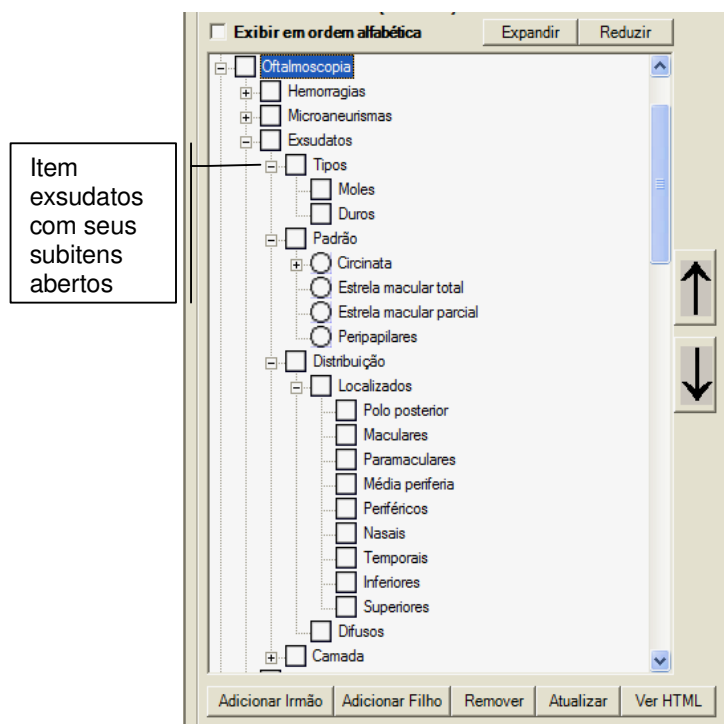 Exibir em ordem alfabética
Expandir
Reduzir
Oftalmoscopia
Hemorragias
Microaneurismas
Exsudatos
Tipos
Moles
Duros
Padrão
Circinata
Estrela macular total
Estrela macular parcial
Peripapilares
Distribuição
Localizados
Polo posterior
Maculares
Paramaculares
Média periferia
Periféricos
Nasais
Temporais
Inferiores
Superiores
Difusos
Camada
Item
exsudatos
com seus
subitens
abertos
Adicionar Irmão
Adicionar Filho
Remover
Atualizar
Ver HTML